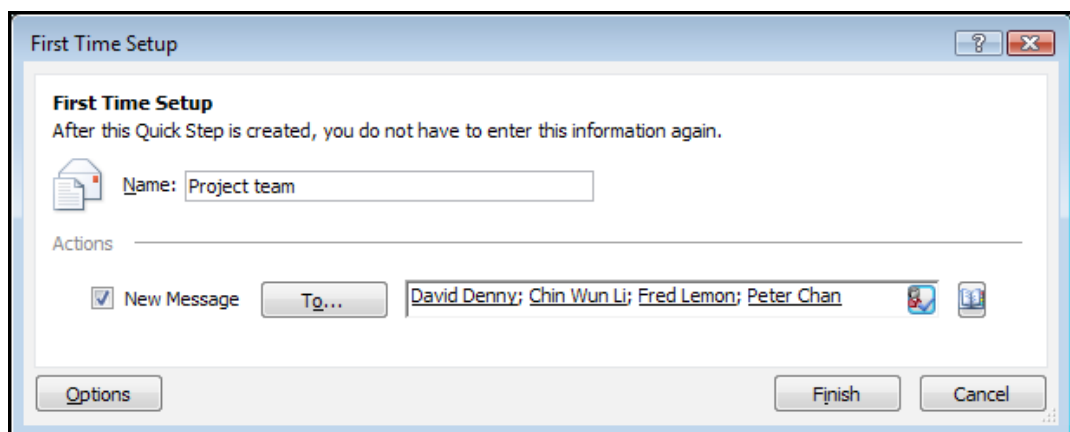 First Time Setup
First Time Setup
After this Quick Step is created, you do not have to enter this information again.
Name: Project team
Actions
New Message To... David Denny; Chin Wun Li; Fred Lemon; Peter Chan
Options Finish Cancel